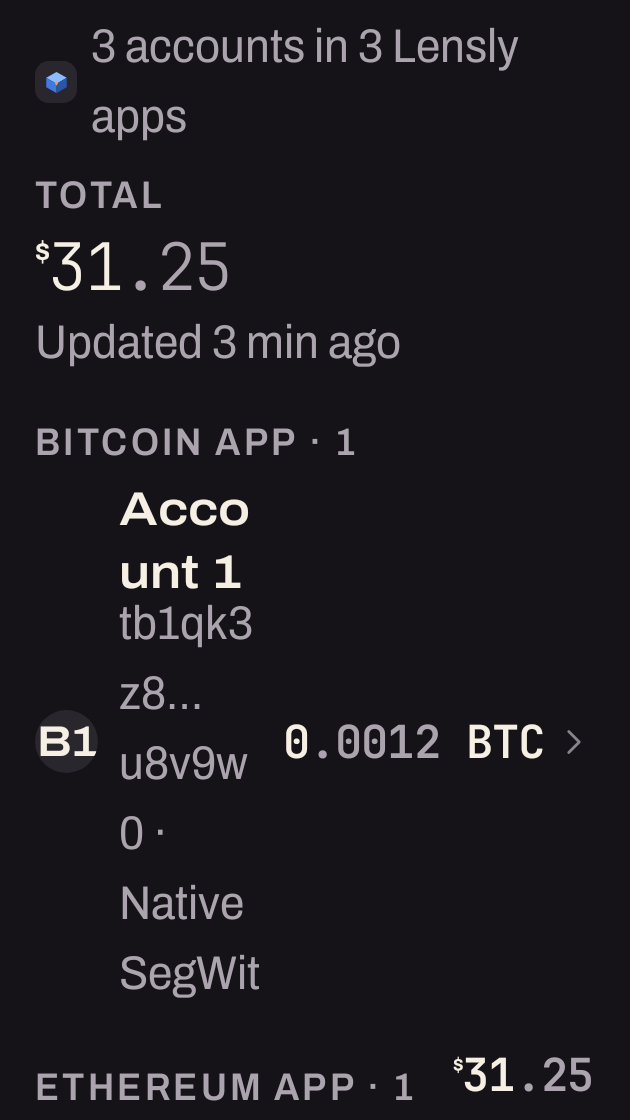 3 accounts in 3 Lensly
apps
TOTAL
$31.25
Updated 3 min ago
BITCOIN APP · 1
Acco
unt 1
tb1qk3
z8...
u8v9w
0 ·
Native
SegWit
B1
0.0012 BTC
ETHEREUM APP · 1
$31.25